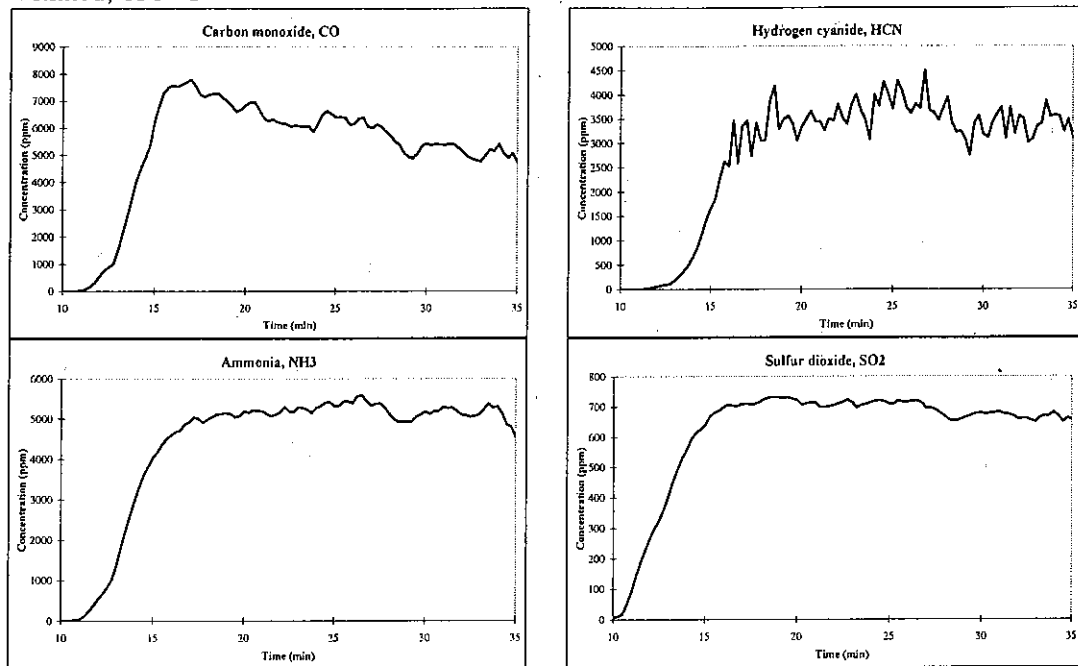 Carbon monoxide, CO
9000
8000
7000
6000
5000
4000
3000
2000
1000
0
Concentration (ppm)
10 15 20 25 30 35
Time (min)
Hydrogen cyanide, HCN
5000
4500
4000
3500
3000
2500
2000
1500
1000
500
0
Concentration (ppm)
10 15 20 25 30 35
Time (min)
Ammonia, NH3
6000
5000
4000
3000
2000
1000
0
Concentration (ppm)
10 15 20 25 30 35
Time (min)
Sulfur dioxide, SO2
800
700
600
500
400
300
200
100
0
Concentration (ppm)
10 15 20 25 30 35
Time (min)